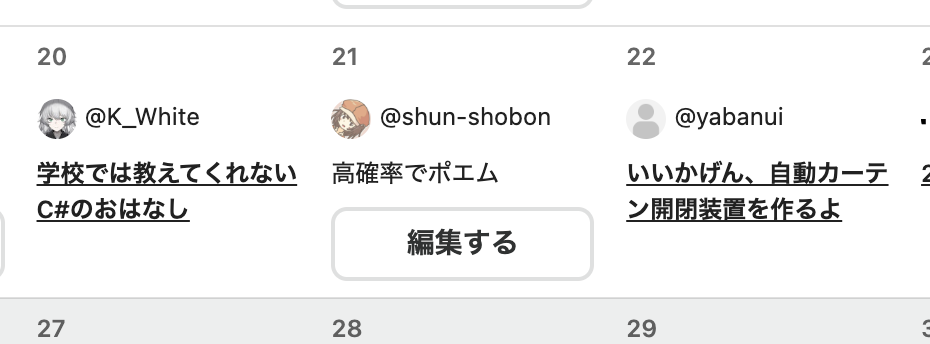 20
21
22
@K_White
@shun-shobon
@yabanui
学校では教えてくれない
C#のおはなし
高確率でポエム
編集する
いいかげん、自動カーテ
ン開閉装置を作るよ
27
28
29